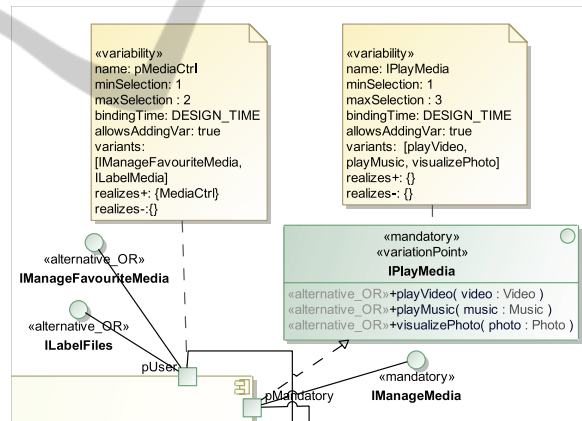 «variability»
name: pMediaCtrl
minSelection: 1
maxSelection : 2
bindingTime: DESIGN_TIME
allowsAddingVar: true
variants:
[IManageFavouriteMedia,
ILabelMedia]
realizes+: {MediaCtrl}
realizes-:{}
«variability»
name: IPlayMedia
minSelection: 1
maxSelection : 3
bindingTime: DESIGN_TIME
allowsAddingVar: true
variants: [playVideo,
playMusic, visualizePhoto]
realizes+: {}
realizes-: {}
«alternative_OR»
IManageFavouriteMedia
«alternative_OR»
ILabelFiles
pUser
«mandatory»
«variationPoint»
IPlayMedia
«alternative_OR»+playVideo( video : Video )
«alternative_OR»+playMusic( music : Music )
«alternative_OR»+visualizePhoto( photo : Photo )
pMandatory
«mandatory»
IManageMedia